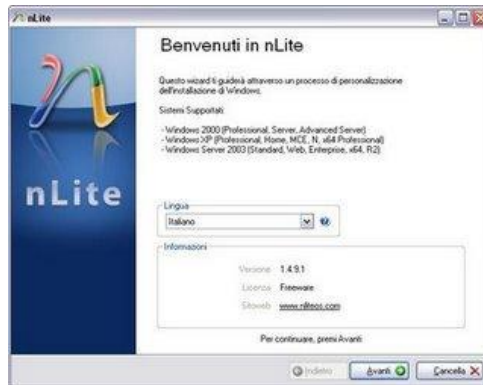 nLite
Benvenuti in nLite
Questo wizard ti guiderà attraverso un processo di personalizzazione
dell'installazione di Windows.
Sistemi Supportati:
- Windows 2000 (Professional, Server, Advanced Server)
- Windows XP (Professional, Home, MCE, N, x64 Professional)
- Windows Server 2003 (Standard, Web, Enterprise, x64, R2)
nLite
Lingua
Italiano
Informazioni
Versione 1.4.9.1
Licenza Freeware
Sitoweb www.nliteos.com
Per continuare, premi Avanti
Indietro Avanti Cancella